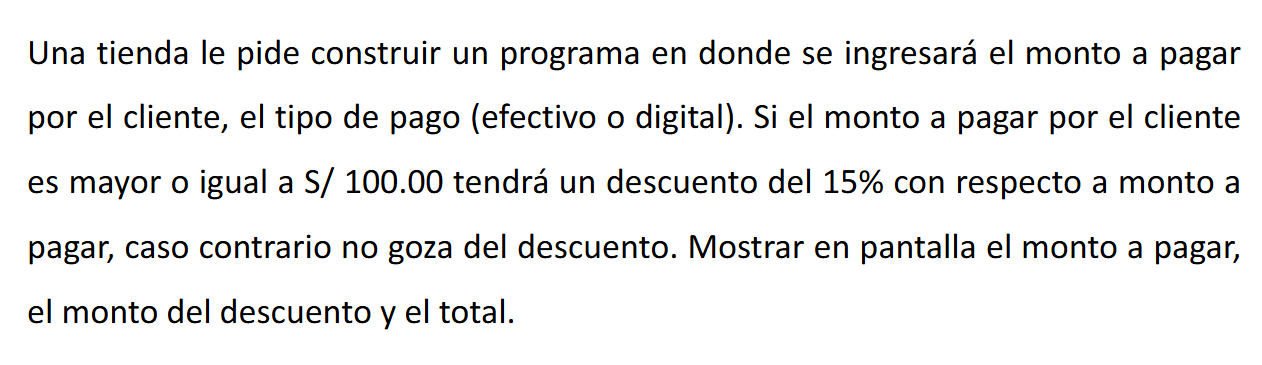 Una tienda le pide construir un programa en donde se ingresará el monto a pagar
por el cliente, el tipo de pago (efectivo o digital). Si el monto a pagar por el cliente
es mayor o igual a S/ 100.00 tendrá un descuento del 15% con respecto a monto a
pagar, caso contrario no goza del descuento. Mostrar en pantalla el monto a pagar,
el monto del descuento y el total.